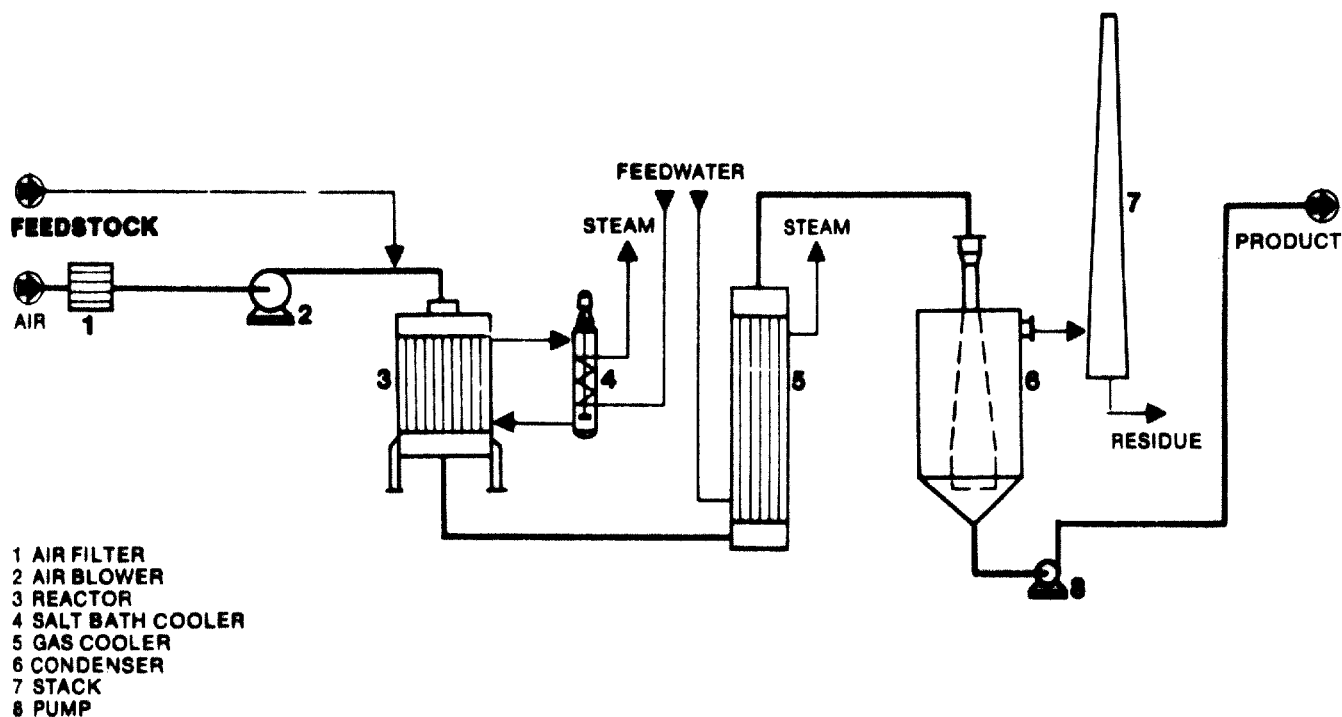 FEEDWATER
FEEDSTOCK
STEAM
STEAM
7
PRODUCT
AIR
1
2
3
4
5
6
RESIDUE
8
1 AIR FILTER
2 AIR BLOWER
3 REACTOR
4 SALT BATH COOLER
5 GAS COOLER
6 CONDENSER
7 STACK
8 PUMP